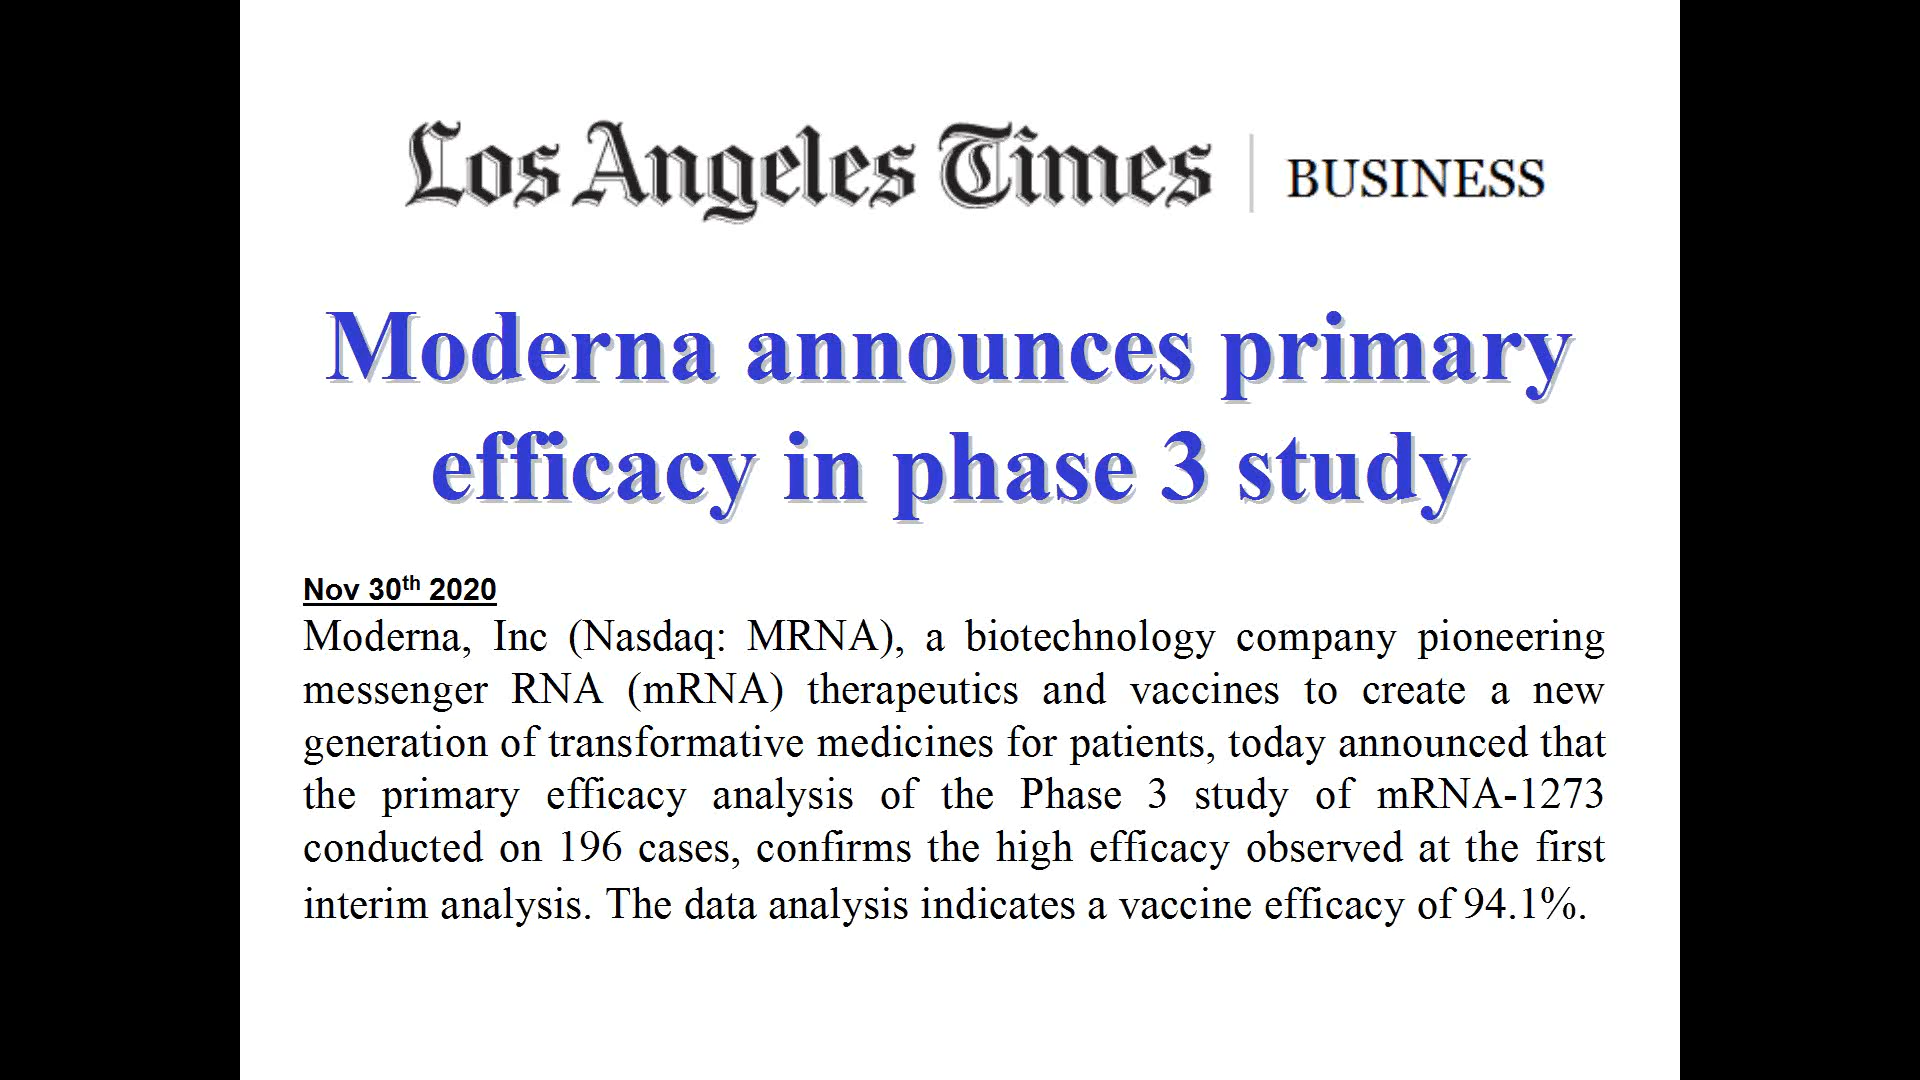 Los Angeles Times | BUSINESS
Moderna announces primary
efficacy in phase 3 study
Nov 30th 2020
Moderna, Inc (Nasdaq: MRNA), a biotechnology company pioneering
messenger RNA (mRNA) therapeutics and vaccines to create a new
generation of transformative medicines for patients, today announced that
the primary efficacy analysis of the Phase 3 study of mRNA-1273
conducted on 196 cases, confirms the high efficacy observed at the first
interim analysis. The data analysis indicates a vaccine efficacy of 94.1%.